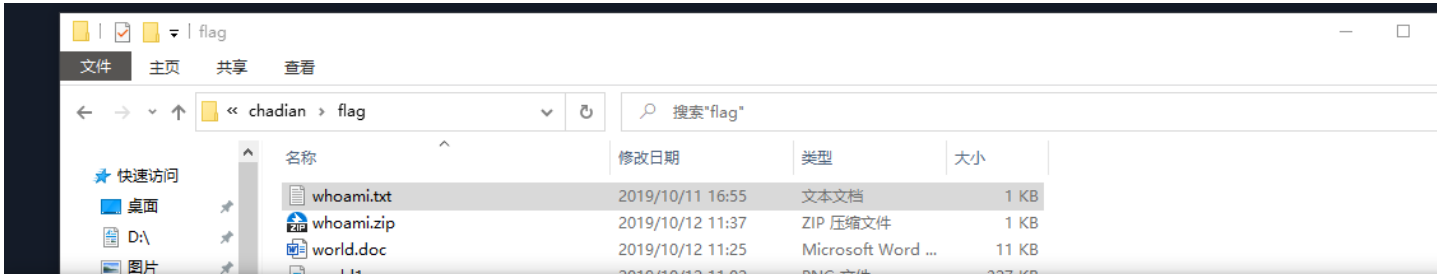 flag
文件 主页 共享 查看
« chadian › flag 搜索"flag"
名称 修改日期 类型 大小
快速访问
whoami.txt 2019/10/11 16:55 文本文档 1 KB
桌面
whoami.zip 2019/10/12 11:37 ZIP 压缩文件 1 KB
D:\
world.doc 2019/10/12 11:25 Microsoft Word ... 11 KB
图片